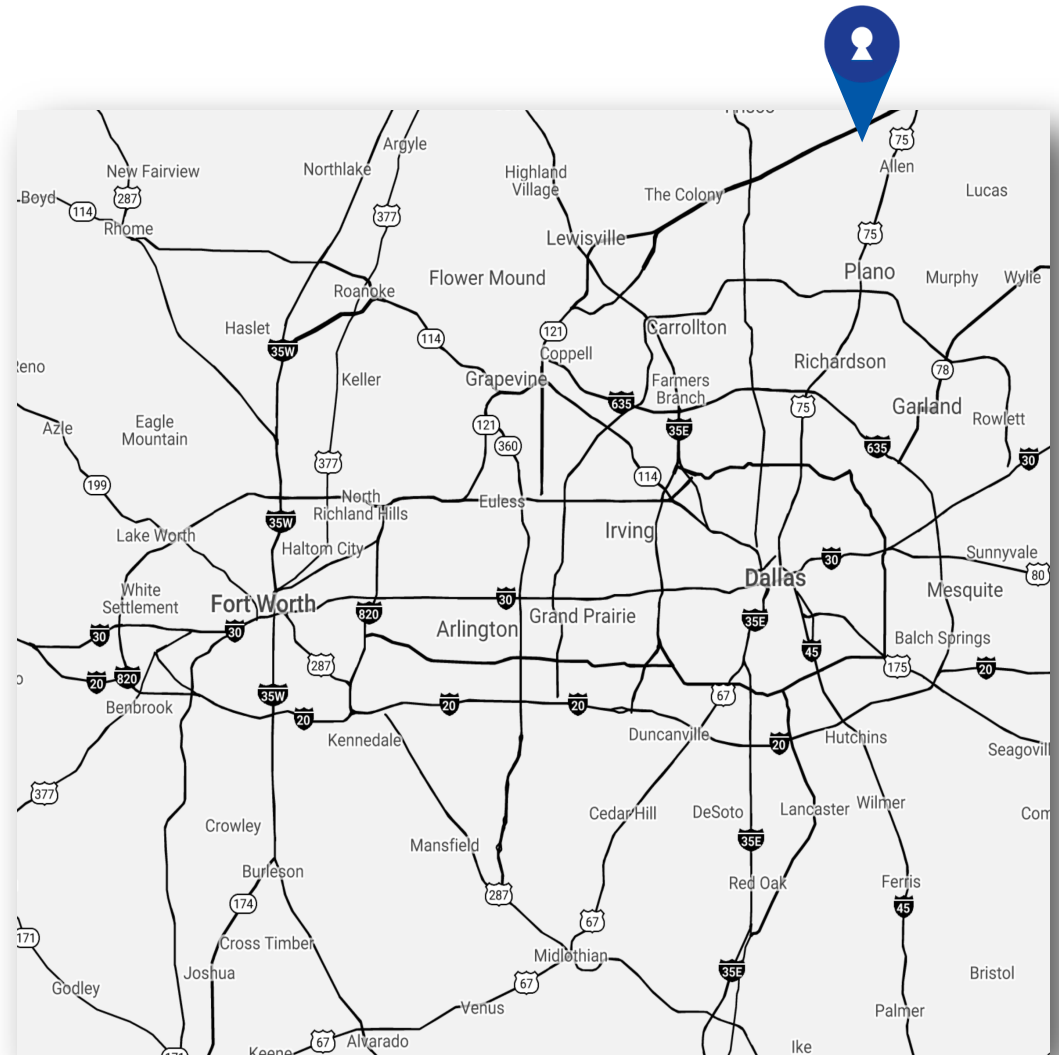 75
Argyle
New Fairview
Northlake
Allen
Highland
Village
Boyd
287
114
The Colony
Lucas
377
Rhome
75
Lewisville
Flower Mound
Plano
Murphy
Wylie
Roanoke
Haslet
35W
114
121
Carrollton
Coppell
Richardson
78
Keller
Grapevine
Farmers
Branch
635
75
Garland
Rowlett
Azle
Eagle
Mountain
121
360
35E
635
30
377
114
199
North
Richland Hills
Euless
35W
Irving
Lake Worth
Haltom City
30
Sunnyvale
80
Dallas
White
Settlement
Fort Worth
820
30
Grand Prairie
Mesquite
30
30
Arlington
35E
Balch Springs
45
287
175
20
20
820
Benbrook
35W
20
20
20
67
Kennedale
Duncanville
20
Hutchins
377
Cedar Hill
DeSoto
Lancaster
Wilmer
Crowley
Mansfield
35E
Burleson
Red Oak
Ferris
174
287
45
171
Cross Timber
67
Midlothian
Joshua
35E
Bristol
Godley
67
Venus
Palmer
67
Alvarado
Ike